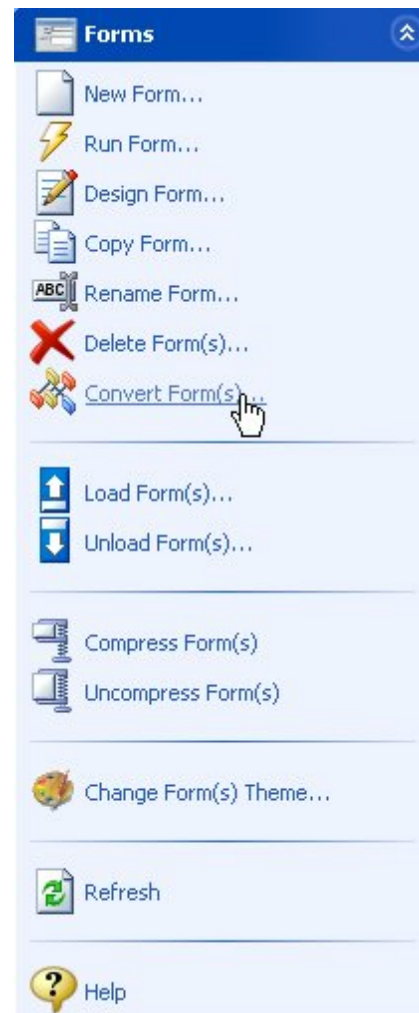 Forms
New Form...
Run Form...
Design Form...
Copy Form...
ABC
Rename Form...
Delete Form(s)...
Convert Form(s)...
Load Form(s)...
Unload Form(s)...
Compress Form(s)
Uncompress Form(s)
Change Form(s) Theme...
Refresh
Help